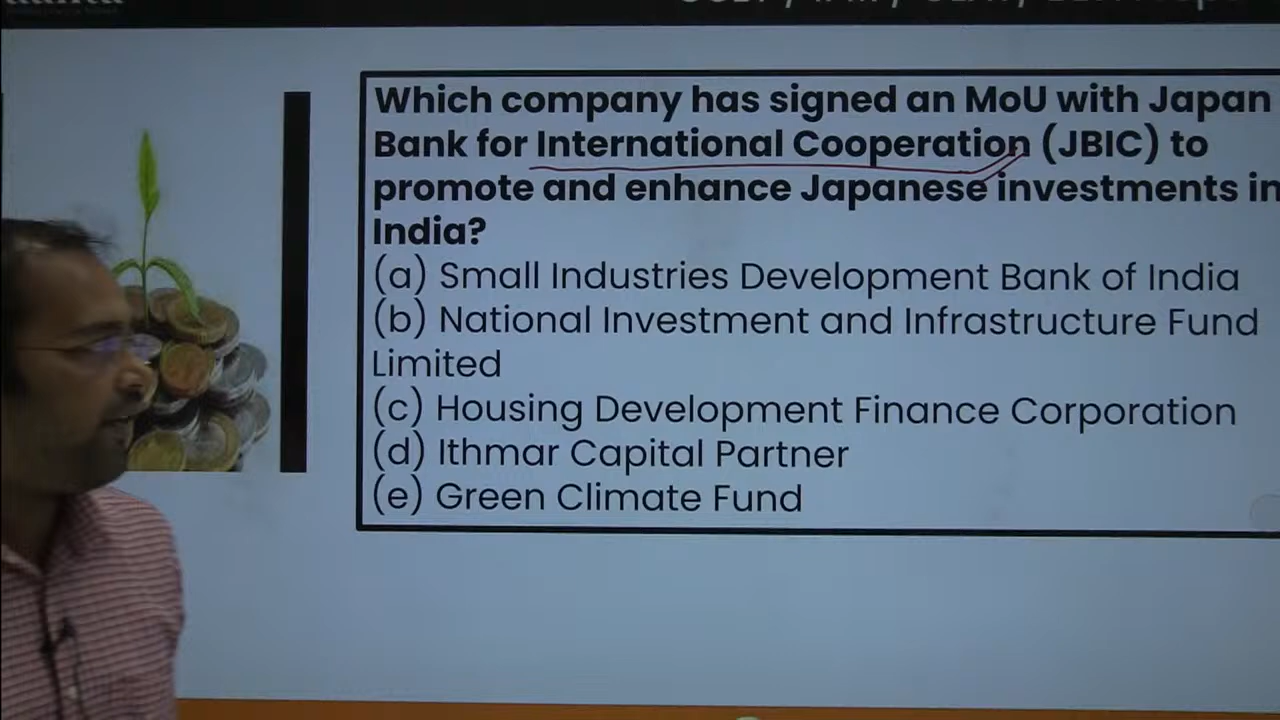 Which company has signed an MoU with Japan
Bank for International Cooperation (JBIC) to
promote and enhance Japanese investments in
India?
(a) Small Industries Development Bank of India
(b) National Investment and Infrastructure Fund
Limited
(c) Housing Development Finance Corporation
(d) Ithmar Capital Partner
(e) Green Climate Fund